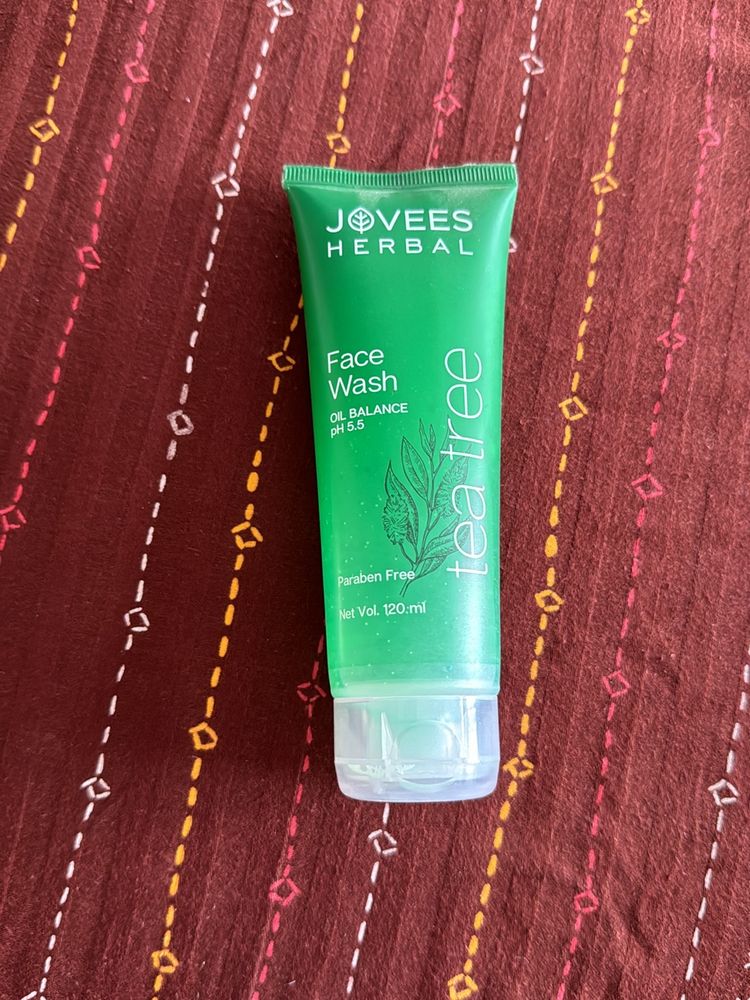 JOVEES
HERBAL
Face
Wash
OIL BALANCE
pH 5.5
tea tree
Paraben Free
Net Vol. 120 ml